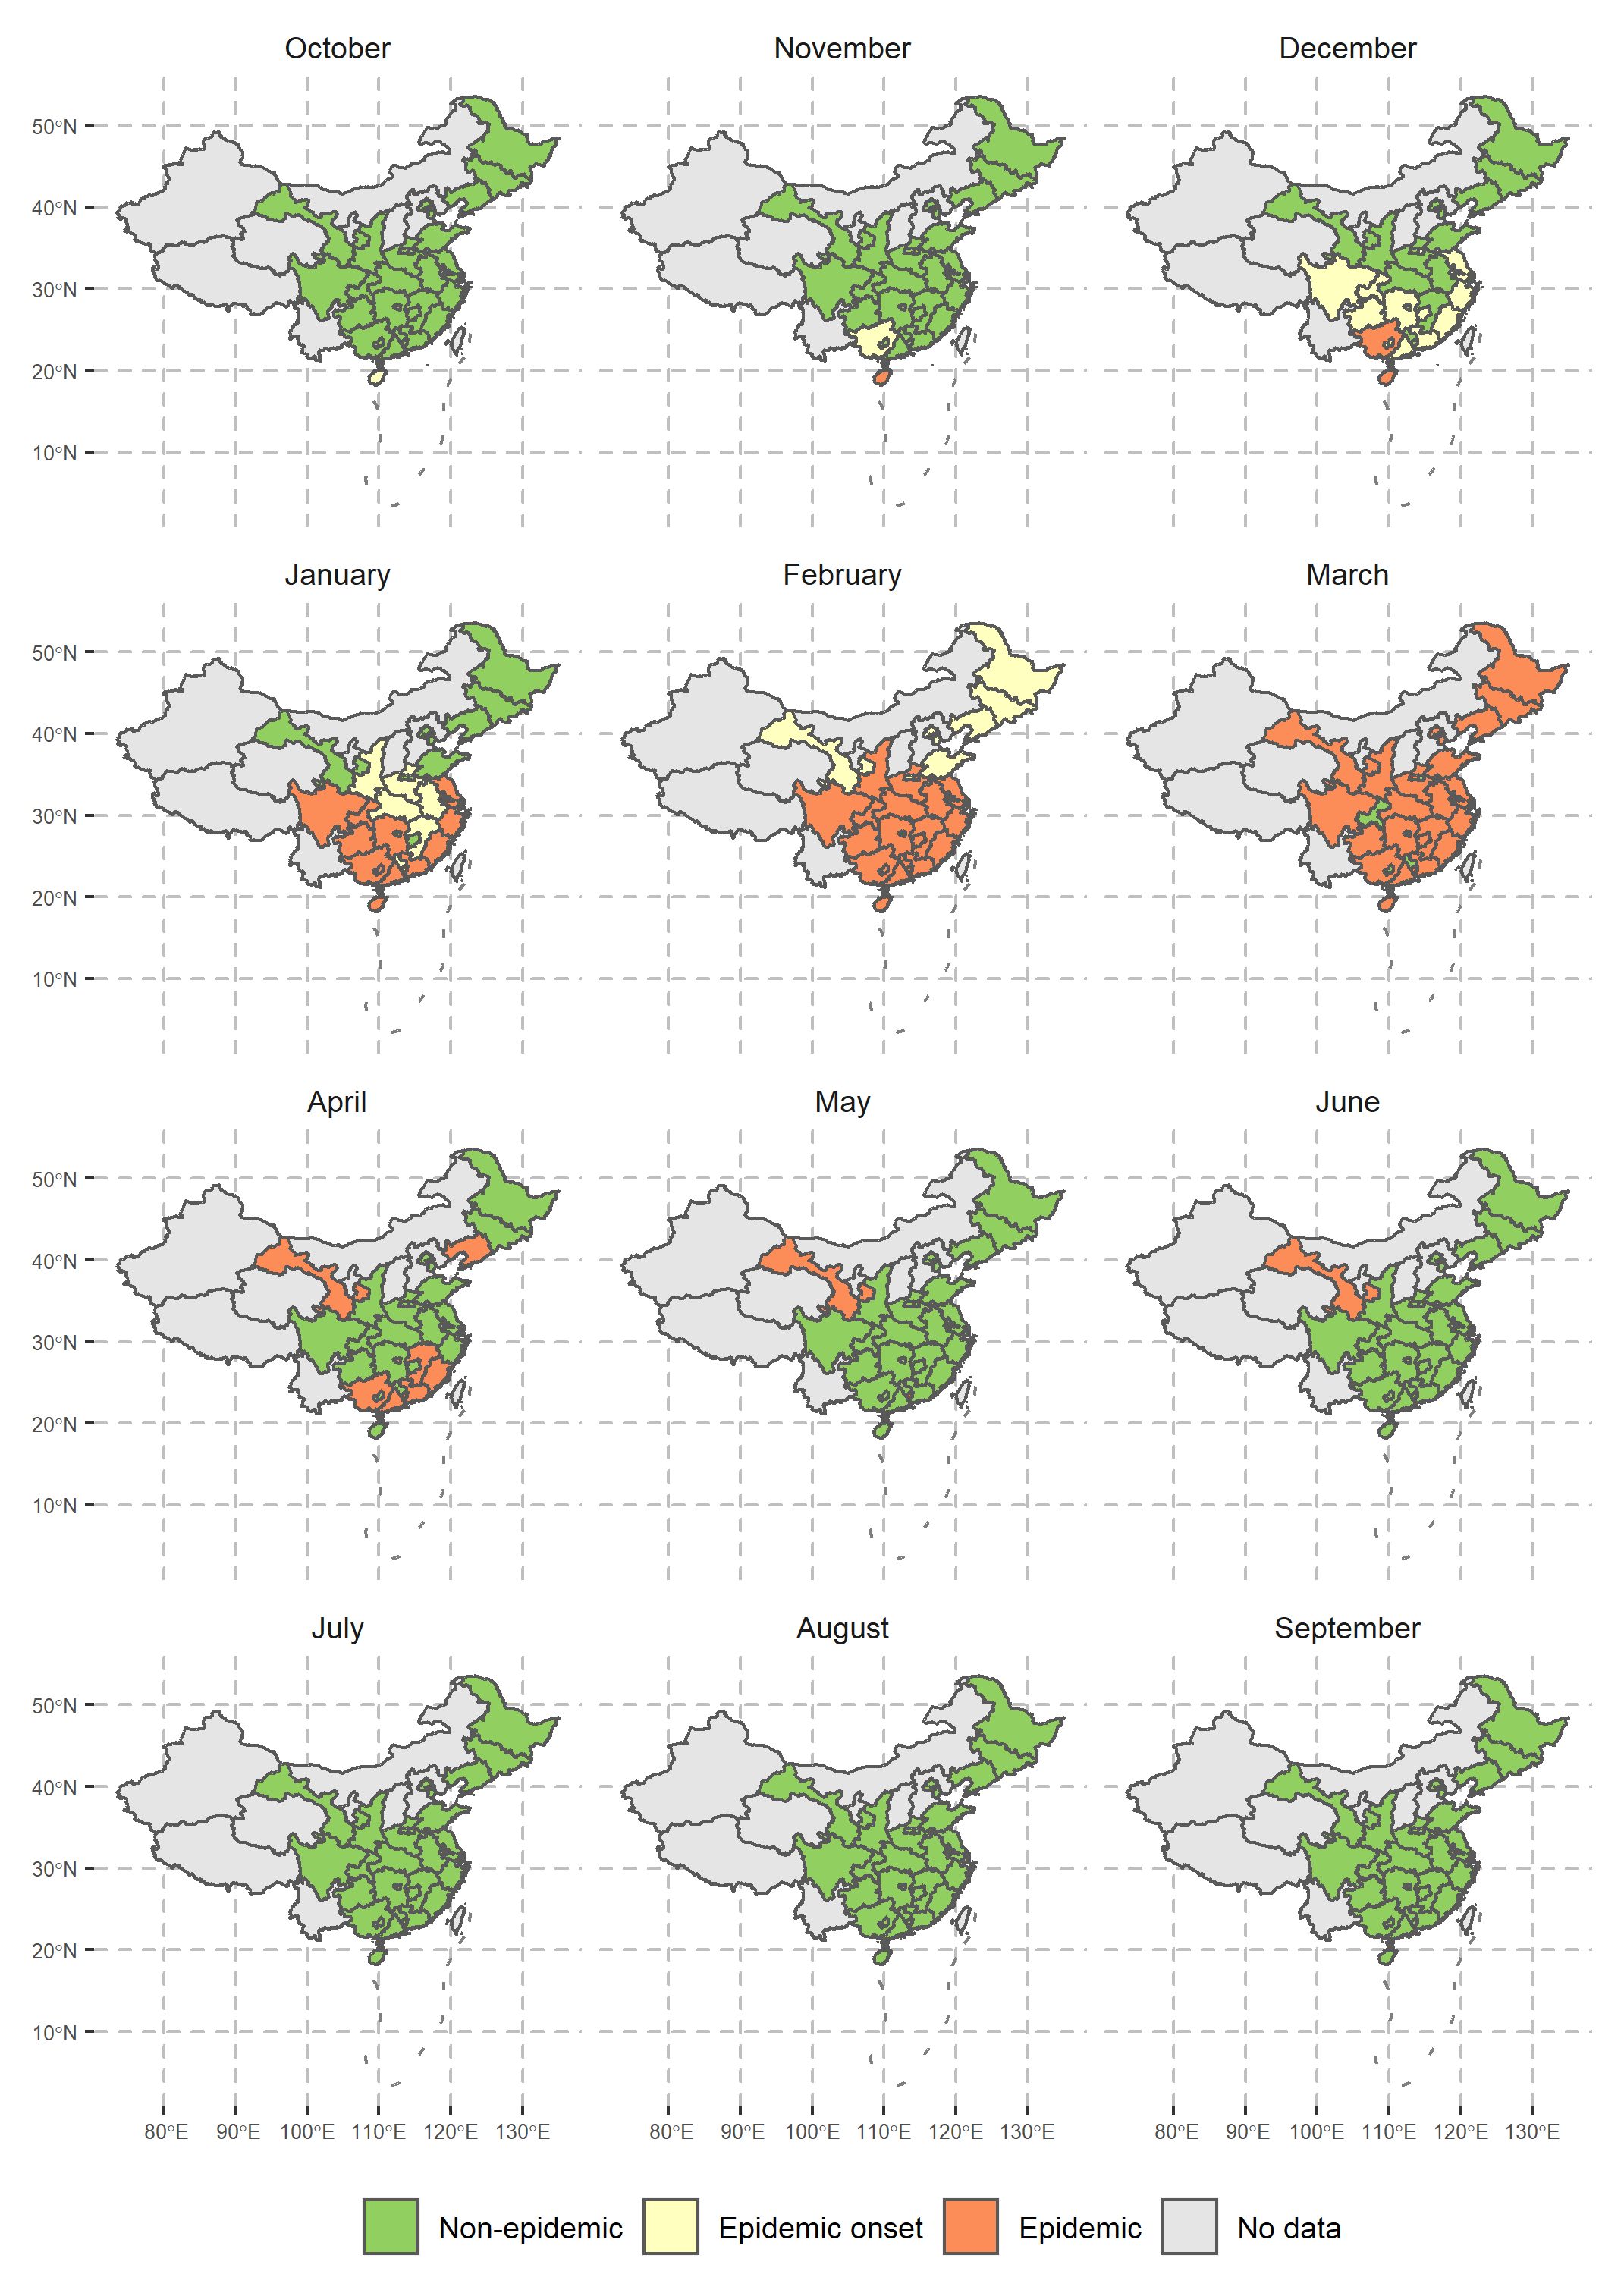 October November December
50°N
40°N
30°N
20°N
10°N
January February March
50°N
40°N
30°N
20°N
10°N
April May June
50°N
40°N
30°N
20°N
10°N
July August September
50°N
40°N
30°N
20°N
10°N
80°E 90°E 100°E 110°E 120°E 130°E 80°E 90°E 100°E 110°E 120°E 130°E 80°E 90°E 100°E 110°E 120°E 130°E
Non-epidemic Epidemic onset Epidemic No data